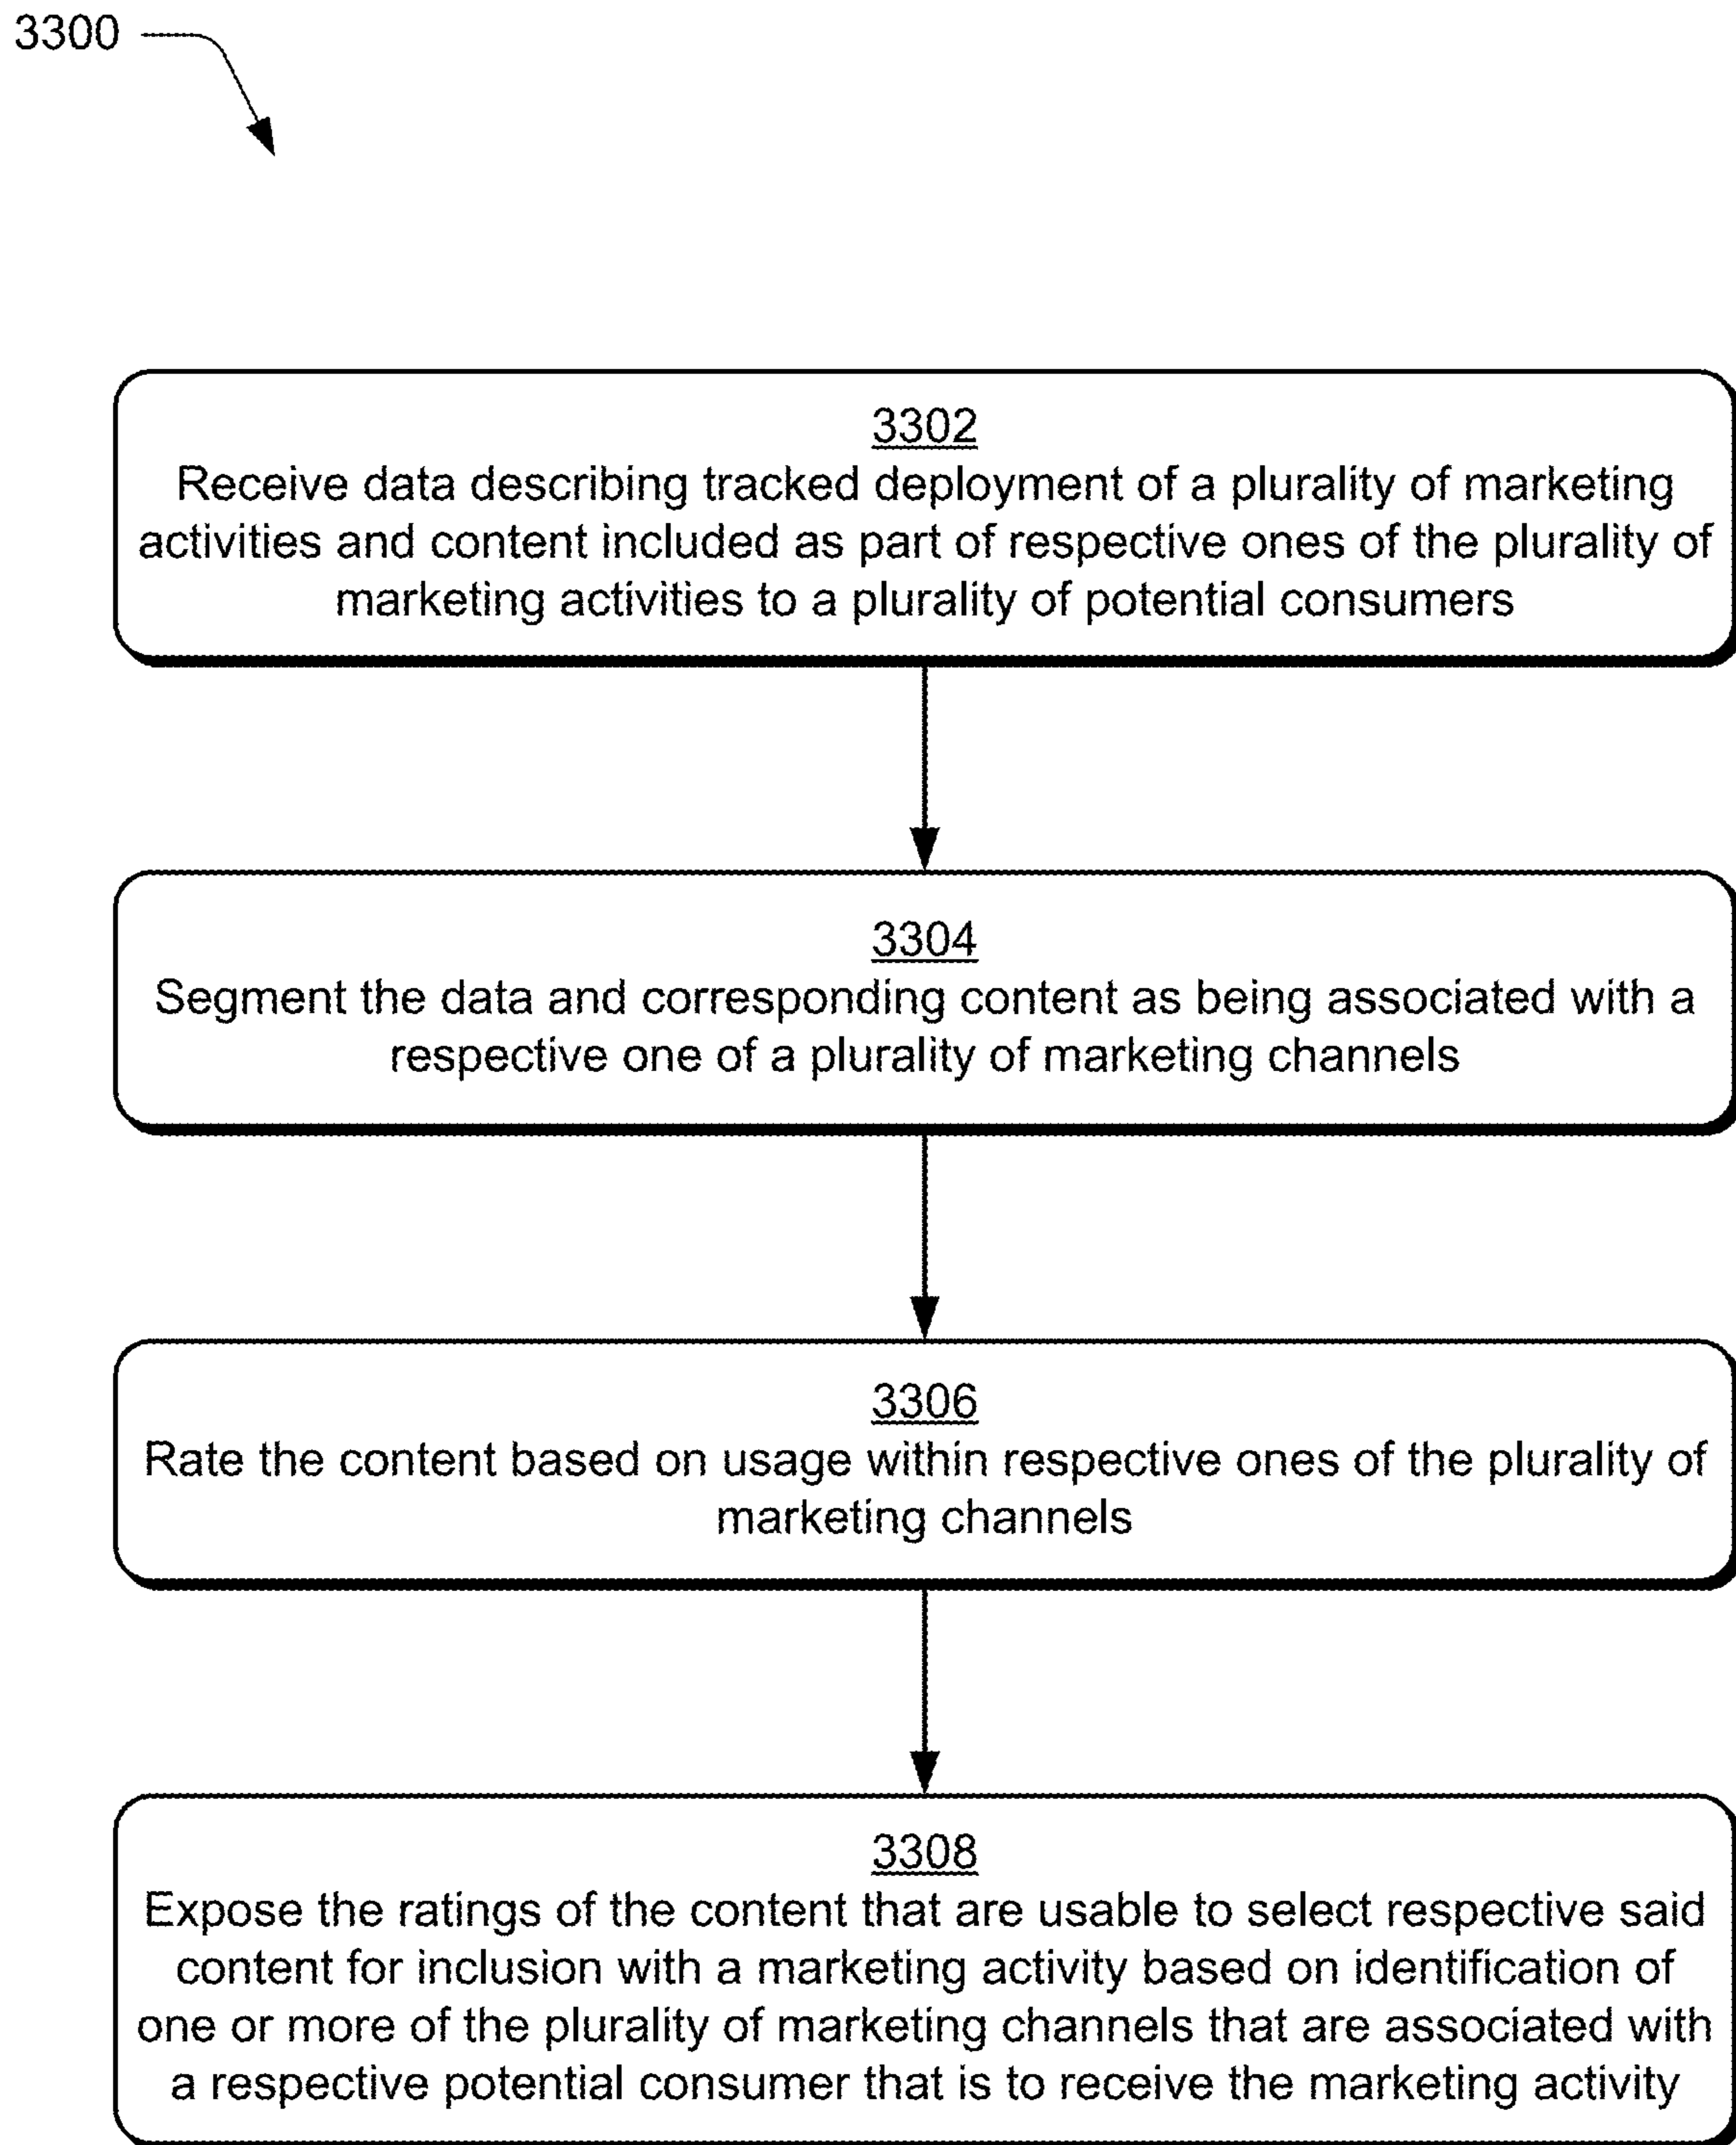 3300
3302
Receive data describing tracked deployment of a plurality of marketing
activities and content included as part of respective ones of the plurality of
marketing activities to a plurality of potential consumers
3304
Segment the data and corresponding content as being associated with a
respective one of a plurality of marketing channels
3306
Rate the content based on usage within respective ones of the plurality of
marketing channels
3308
Expose the ratings of the content that are usable to select respective said
content for inclusion with a marketing activity based on identification of
one or more of the plurality of marketing channels that are associated with
a respective potential consumer that is to receive the marketing activity